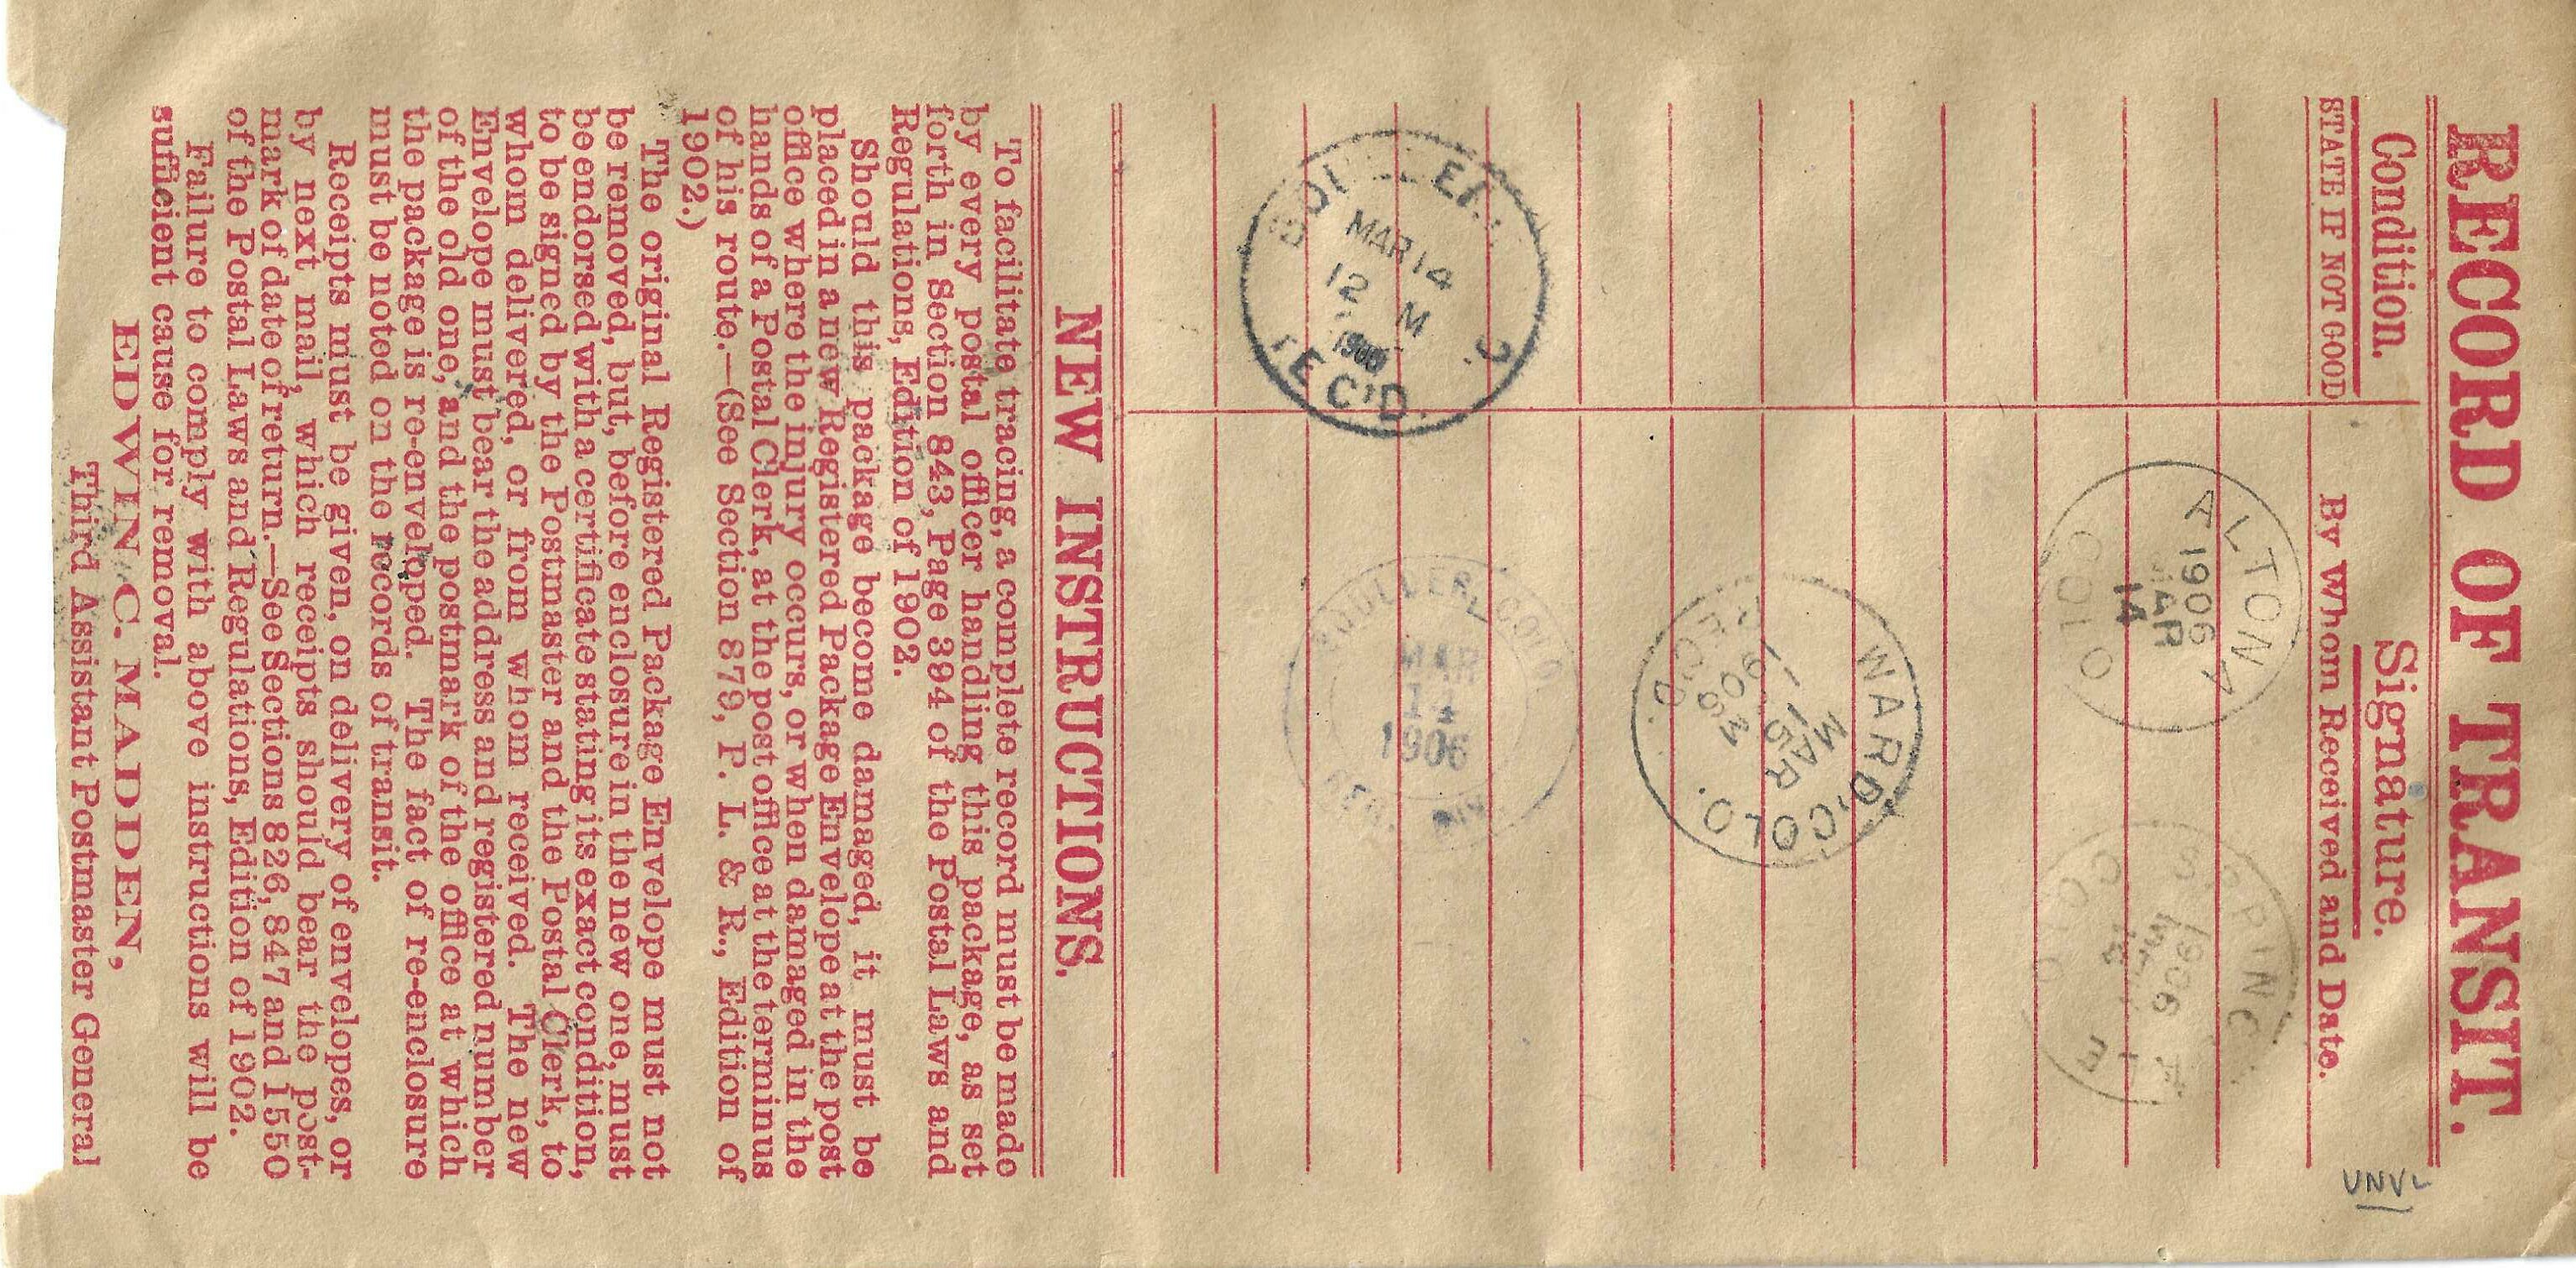 RECORD OF TRANSIT.
Condition.
STATE IF NOT GOOD
Signature.
By Whom Received and Date.
UNVL
ALTONA
1906
MAR
14
COLO
SPRING
1906
14
COLO
WARD, COLO.
MAR
15
1906
REC'D.
MAR 14
12 M
REC'D.
BOULDER, COLO.
MAR
14
1906
REG. DIV.
NEW INSTRUCTIONS.
To facilitate tracing, a complete record must be made
by every postal officer handling this package, as set
forth in Section 843, Page 394 of the Postal Laws and
Regulations, Edition of 1902.
Should this package become damaged, it must be
placed in a new Registered Package Envelope at the post
office where the injury occurs, or when damaged in the
hands of a Postal Clerk, at the post office at the terminus
of his route.—(See Section 879, P. L. & R., Edition of
1902.)
The original Registered Package Envelope must not
be removed, but, before enclosure in the new one, must
be endorsed with a certificate stating its exact condition,
to be signed by the Postmaster and the Postal Clerk, to
whom delivered, or from whom received. The new
Envelope must bear the address and registered number
of the old one, and the postmark of the office at which
the package is re-enveloped. The fact of re-enclosure
must be noted on the records of transit.
Receipts must be given, on delivery of envelopes, or
by next mail, which receipts should bear the post-
mark of date of return.—See Sections 826, 847 and 1550
of the Postal Laws and Regulations, Edition of 1902.
Failure to comply with above instructions will be
sufficient cause for removal.
EDWIN C. MADDEN,
Third Assistant Postmaster General